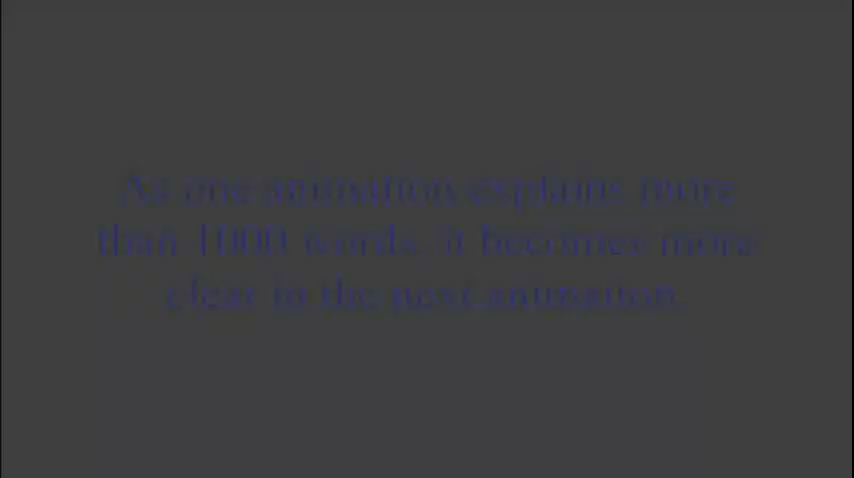 As one animation explains more
than 1000 words, it becomes more
clear in the next animation.